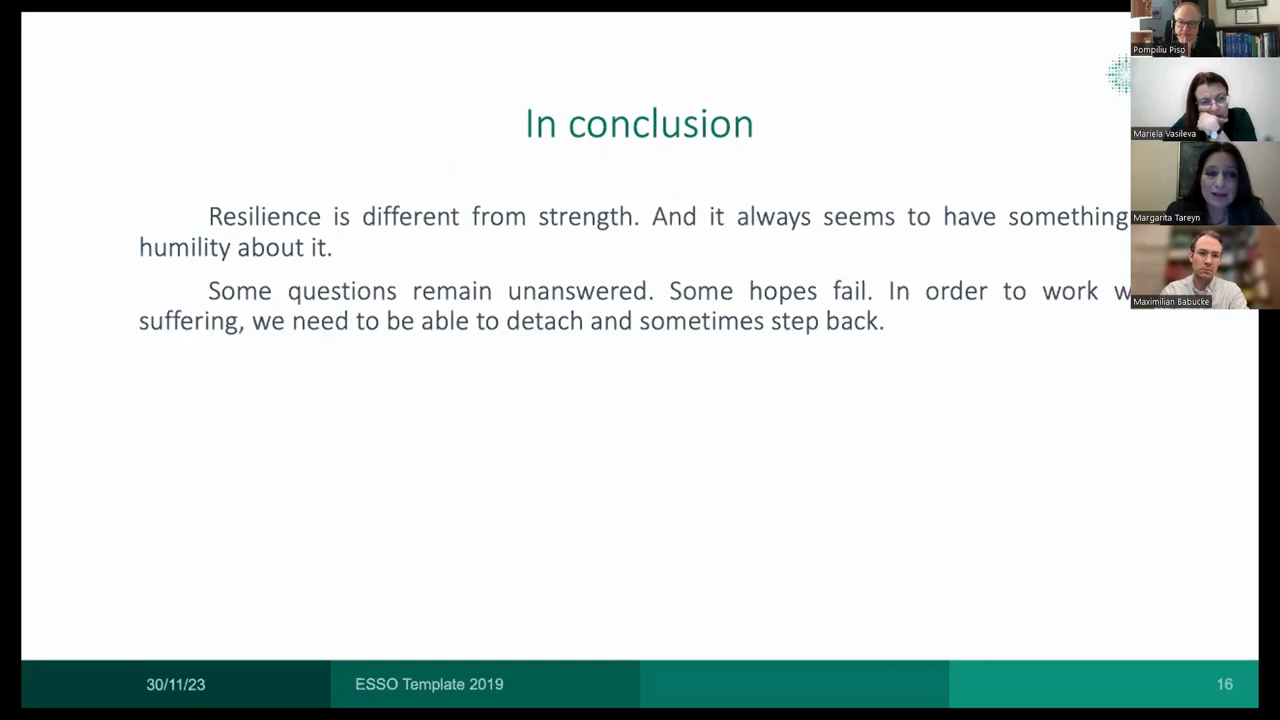 In conclusion
Resilience is different from strength. And it always seems to have something
humility about it.
Some questions remain unanswered. Some hopes fail. In order to work
suffering, we need to be able to detach and sometimes step back.
30/11/23
ESSO Template 2019
16
Pompiliu Piso
Mariela Vasileva
Margarita Tareyn
Maximilian Babucke